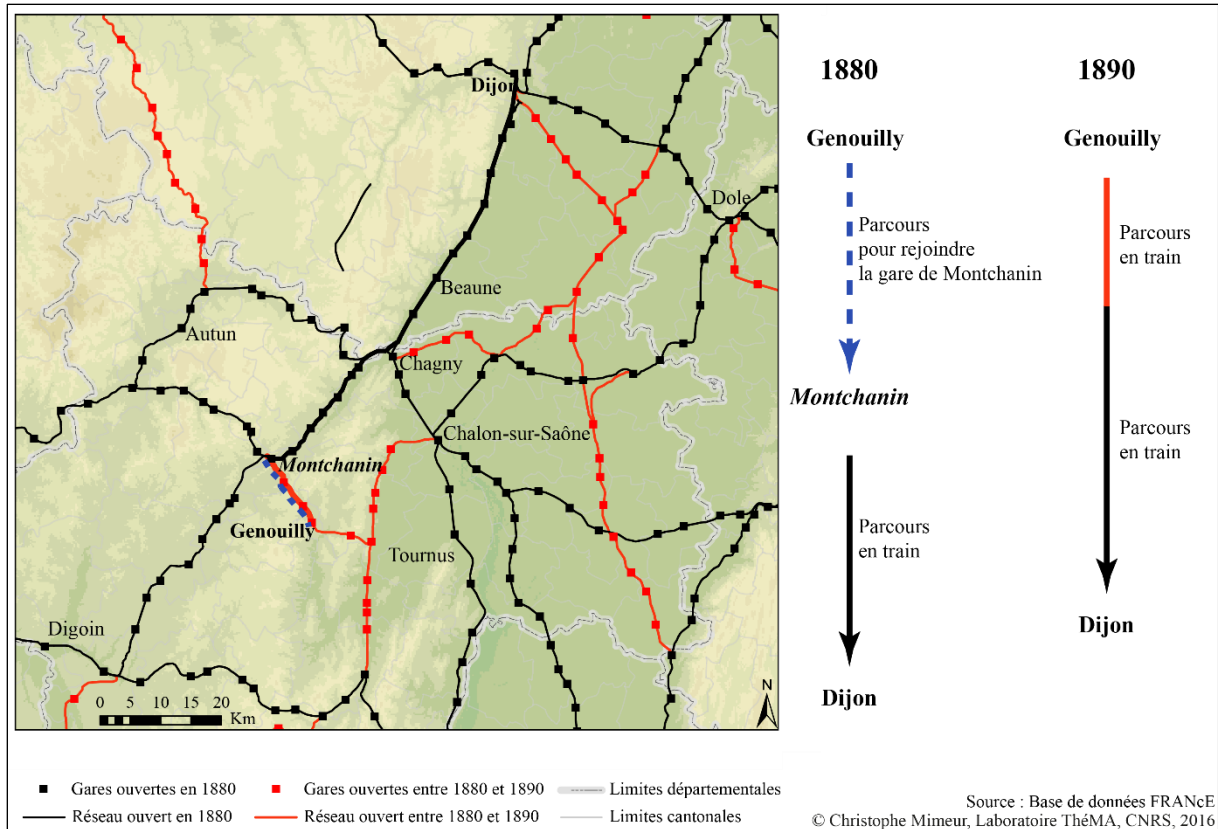 Dijon
Dole
Beaune
Autun
Chagny
Chalon-sur-Saône
Montchanin
Genouilly
Tournus
Digoin
0 5 10 15 20
Km
N
1880
Genouilly
Parcours
pour rejoindre
la gare de Montchanin
Montchanin
Parcours
en train
Dijon
1890
Genouilly
Parcours
en train
Parcours
en train
Dijon
Gares ouvertes en 1880
Gares ouvertes entre 1880 et 1890
Limites départementales
Réseau ouvert en 1880
Réseau ouvert entre 1880 et 1890
Limites cantonales
Source : Base de données FRANcE
© Christophe Mimeur, Laboratoire ThéMA, CNRS, 2016